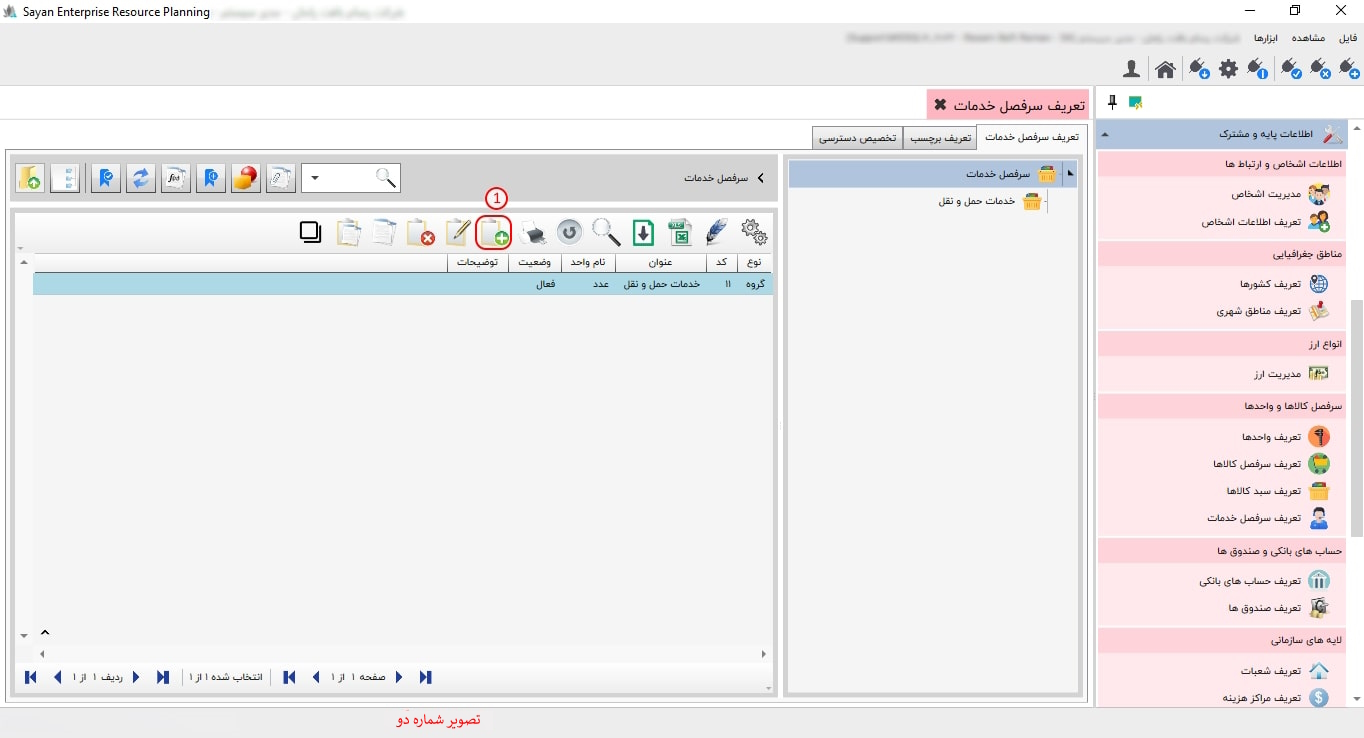 Sayan Enterprise Resource Planning
فایل
مشاهده
ابزارها
تعریف سرفصل خدمات
اطلاعات پایه و مشترک
اطلاعات اشخاص و ارتباط ها
مدیریت اشخاص
تعریف اطلاعات اشخاص
مناطق جغرافیایی
تعریف کشورها
تعریف مناطق شهری
انواع ارز
مدیریت ارز
سرفصل کالاها و واحدها
تعریف واحدها
تعریف سرفصل کالاها
تعریف سبد کالاها
تعریف سرفصل خدمات
حساب های بانکی و صندوق ها
تعریف حساب های بانکی
تعریف صندوق ها
لایه های سازمانی
تعریف شعبات
تعریف مراکز هزینه
تعریف سرفصل خدمات
تعریف برچسب
تخصیص دسترسی
سرفصل خدمات
خدمات حمل و نقل
سرفصل خدمات
f(x)
1
نوع کد عنوان نام واحد وضعیت توضیحات
گروه ۱۱ خدمات حمل و نقل عدد فعال
صفحه ۱ از ۱
انتخاب شده ۱ از ۱
ردیف ۱ از ۱
تصویر شماره دو